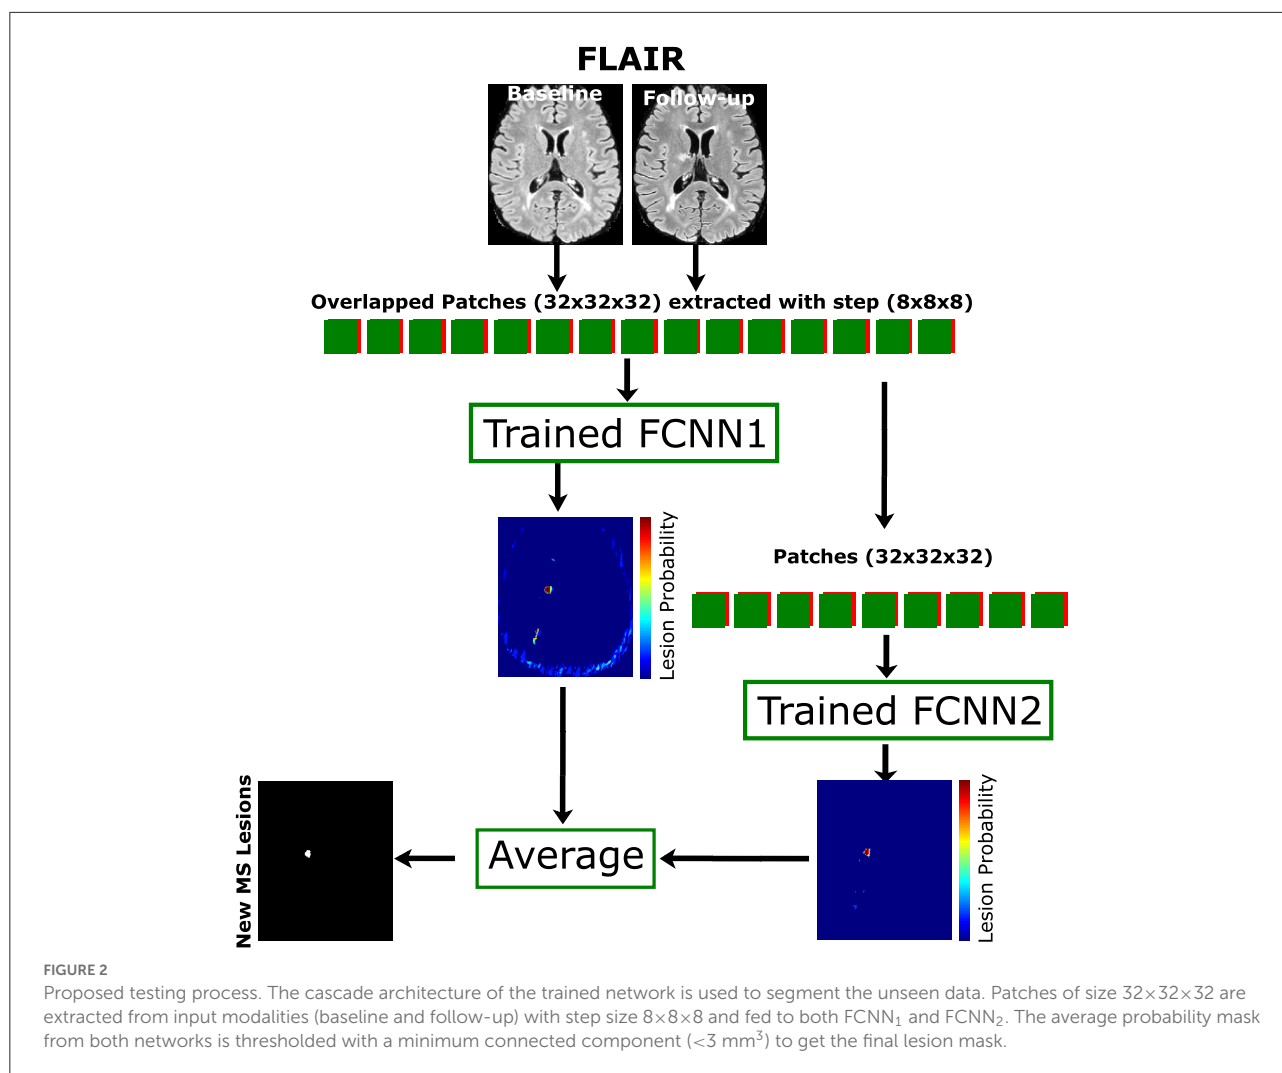 FLAIR
Baseline
Follow-up
Overlapped Patches (32x32x32) extracted with step (8x8x8)
Trained FCNN1
Lesion Probability
Patches (32x32x32)
Trained FCNN2
Lesion Probability
Average
New MS Lesions
FIGURE 2
Proposed testing process. The cascade architecture of the trained network is used to segment the unseen data. Patches of size 32×32×32 are
extracted from input modalities (baseline and follow-up) with step size 8×8×8 and fed to both FCNN₁ and FCNN₂. The average probability mask
from both networks is thresholded with a minimum connected component (<3 mm³) to get the final lesion mask.